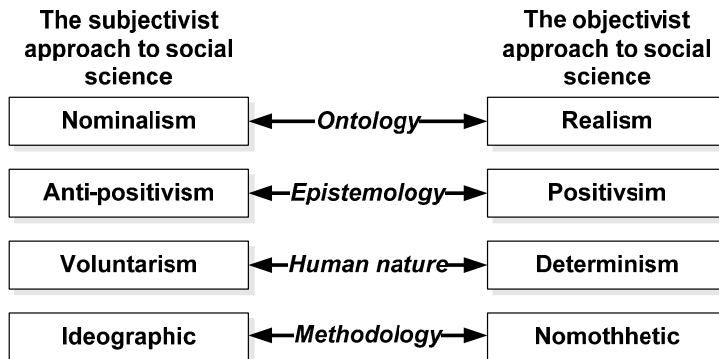 The subjectivist
approach to social
science
The objectivist
approach to social
science
Nominalism
Ontology
Realism
Anti-positivism
Epistemology
Positivsim
Voluntarism
Human nature
Determinism
Ideographic
Methodology
Nomothhetic